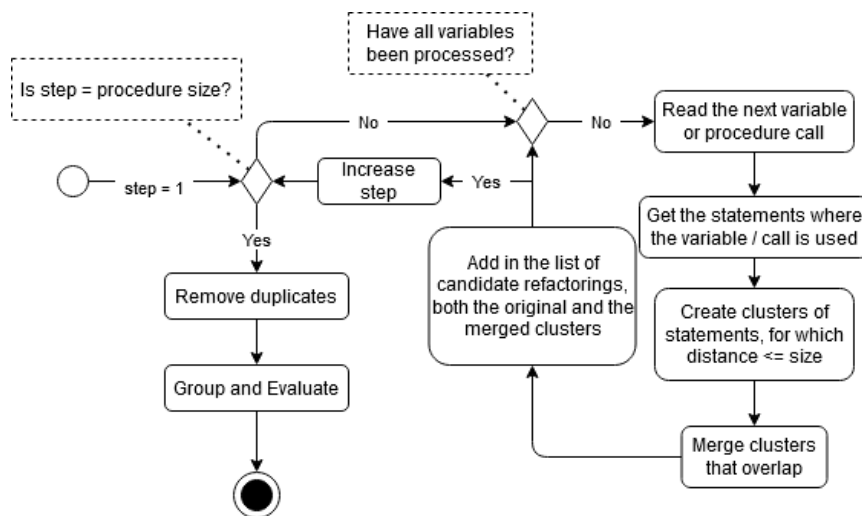 Have all variables
been processed?
Is step = procedure size?
No
No
Read the next variable
or procedure call
step = 1
Increase
step
Yes
Get the statements where
the variable / call is used
Yes
Remove duplicates
Add in the list of
candidate refactorings,
both the original and the
merged clusters
Create clusters of
statements, for which
distance <= size
Group and Evaluate
Merge clusters
that overlap